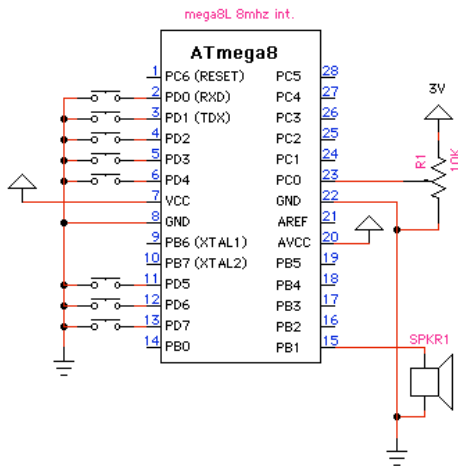 mega8L 8mhz int.
ATmega8
1 PC6 (RESET) PC5 28
2 PD0 (RXD) PC4 27
3 PD1 (TDX) PC3 26
4 PD2 PC2 25
5 PD3 PC1 24
6 PD4 PC0 23
7 VCC GND 22
8 GND AREF 21
9 PB6 (XTAL1) AVCC 20
10 PB7 (XTAL2) PB5 19
11 PD5 PB4 18
12 PD6 PB3 17
13 PD7 PB2 16
14 PB0 PB1 15
3V
R1
10K
SPKR1